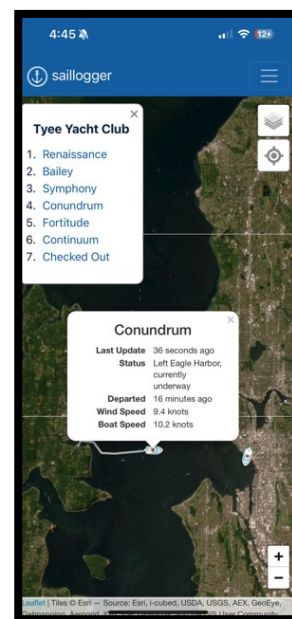 4:45
12+
saillogger
×
Tyee Yacht Club
1. Renaissance
2. Bailey
3. Symphony
4. Conundrum
5. Fortitude
6. Continuum
7. Checked Out
×
Conundrum
Last Update 36 seconds ago
Status Left Eagle Harbor,
currently
underway
Departed 16 minutes ago
Wind Speed 9.4 knots
Boat Speed 10.2 knots
+
−
Leaflet | Tiles © Esri — Source: Esri, i-cubed, USDA, USGS, AEX, GeoEye,
User Community